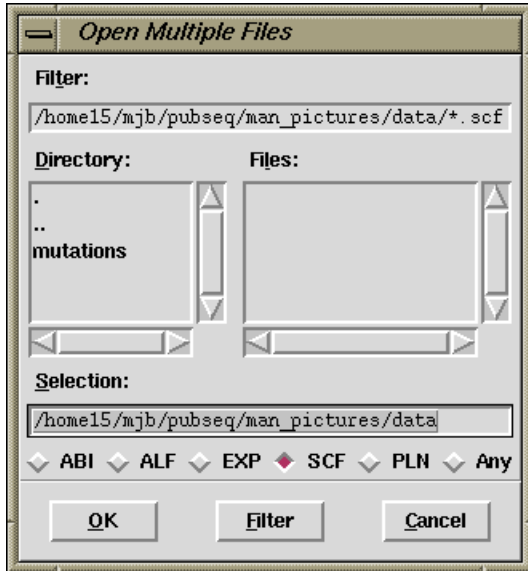 Open Multiple Files
Filter:
/home15/mjb/pubseq/man_pictures/data/*.scf
Directory: Files:
.
..
mutations
Selection:
/home15/mjb/pubseq/man_pictures/data
ABI ALF EXP SCF PLN Any
OK Filter Cancel